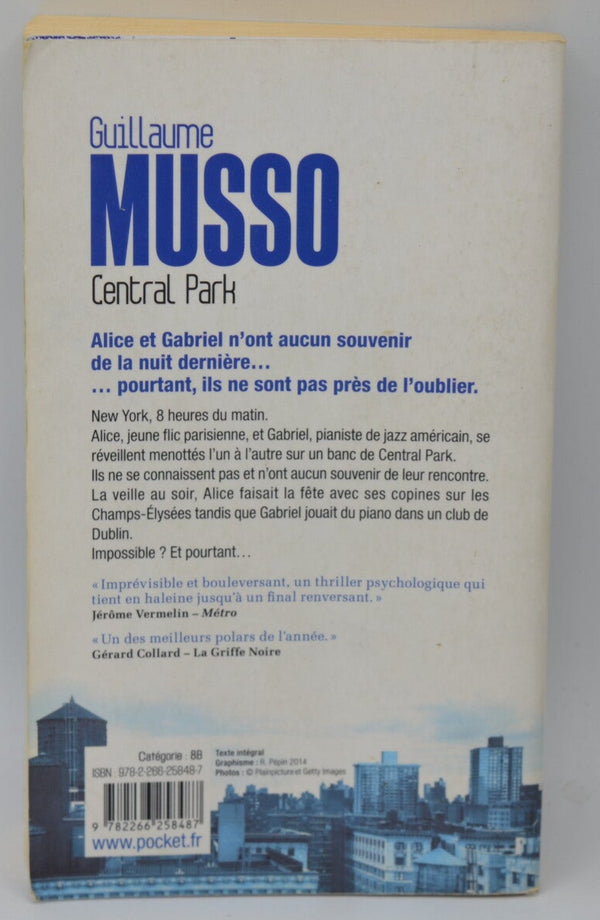 Guillaume
MUSSO
Central Park
Alice et Gabriel n'ont aucun souvenir
de la nuit dernière...
... pourtant, ils ne sont pas près de l'oublier.
New York, 8 heures du matin.
Alice, jeune flic parisienne, et Gabriel, pianiste de jazz américain, se
réveillent menottés l'un à l'autre sur un banc de Central Park.
Ils ne se connaissent pas et n'ont aucun souvenir de leur rencontre.
La veille au soir, Alice faisait la fête avec ses copines sur les
Champs-Élysées tandis que Gabriel jouait du piano dans un club de
Dublin.
Impossible ? Et pourtant...
« Imprévisible et bouleversant, un thriller psychologique qui
tient en haleine jusqu'à un final renversant. »
Jérôme Vermelin – Métro
« Un des meilleurs polars de l'année. »
Gérard Collard – La Griffe Noire
Catégorie : 8B
ISBN 978-2-266-25848-7
9 782266 258487
www.pocket.fr
Texte intégral
Graphisme : R. Pépin 2014
Photos : © Plainpicture et Getty Images